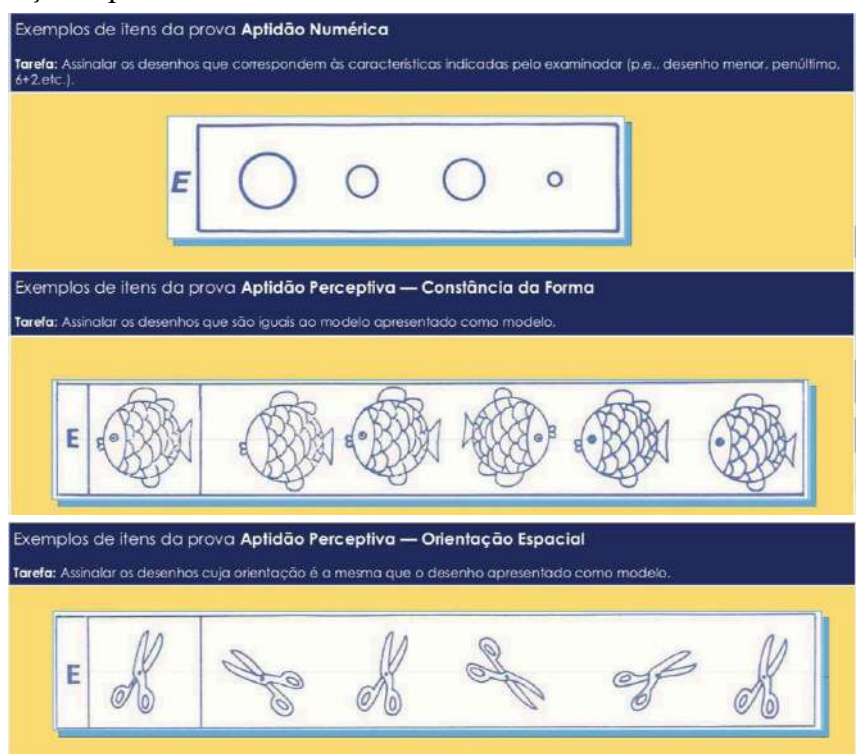 Exemplos de itens da prova Aptidão Numérica
Tarefa: Assinalar os desenhos que correspondem às características indicadas pelo examinador (p.e., desenho menor, penúltimo,
6+2,etc.).
E
Exemplos de itens da prova Aptidão Perceptiva — Constância da Forma
Tarefa: Assinalar os desenhos que são iguais ao modelo apresentado como modelo.
E
Exemplos de itens da prova Aptidão Perceptiva — Orientação Espacial
Tarefa: Assinalar os desenhos cuja orientação é a mesma que o desenho apresentado como modelo.
E